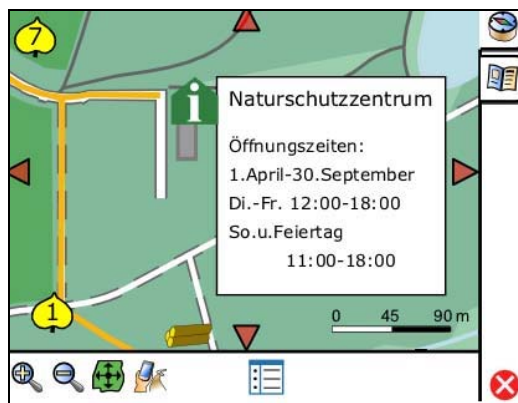 7
Naturschutzzentrum
Öffnungszeiten:
1.April-30.September
Di.-Fr. 12:00-18:00
So.u.Feiertag
11:00-18:00
1
0 45 90 m